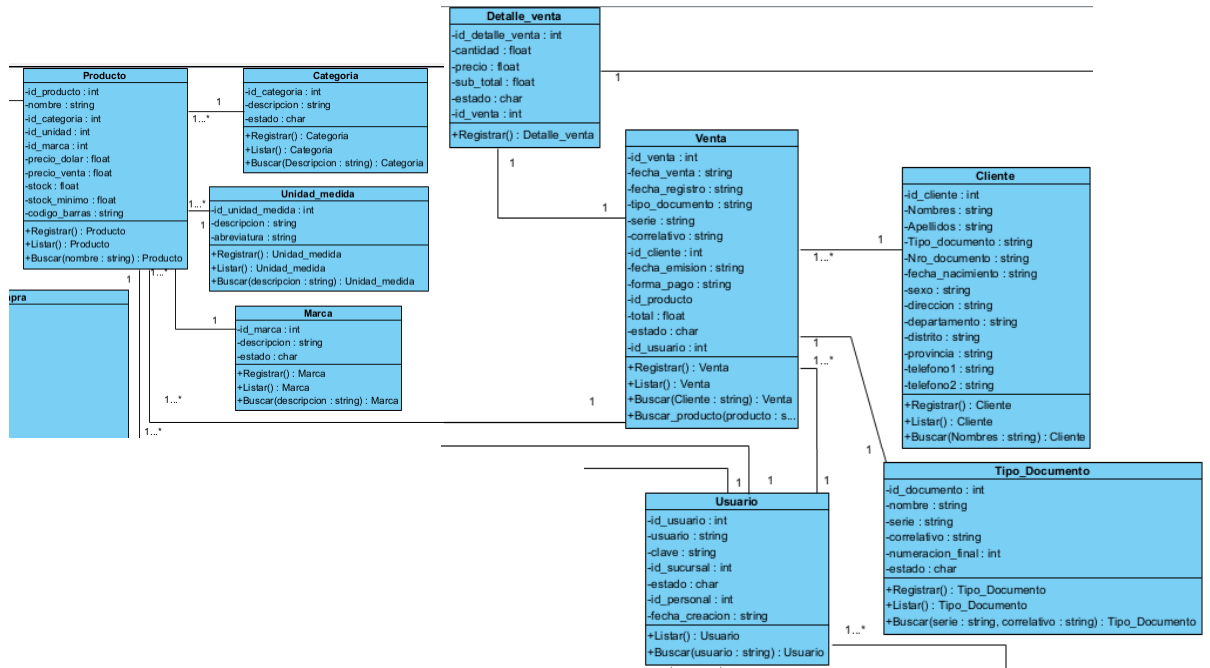 Detalle_venta
-id_detalle_venta : int
-cantidad : float
-precio : float
-sub_total : float
-estado : char
-id_venta : int
+Registrar() : Detalle_venta
1
1
1
Producto
-id_producto : int
-nombre : string
-id_categoria : int
-id_unidad : int
-id_marca : int
-precio_dolar : float
-precio_venta : float
-stock : float
-stock_minimo : float
-codigo_barras : string
+Registrar() : Producto
+Listar() : Producto
+Buscar(nombre : string) : Producto
1
1...*
Categoria
-id_categoria : int
-descripcion : string
-estado : char
+Registrar() : Categoria
+Listar() : Categoria
+Buscar(Descripcion : string) : Categoria
1...*
1
Unidad_medida
-id_unidad_medida : int
-descripcion : string
-abreviatura : string
+Registrar() : Unidad_medida
+Listar() : Unidad_medida
+Buscar(descripcion : string) : Unidad_medida
1
1...*
1
Marca
-id_marca : int
-descripcion : string
-estado : char
+Registrar() : Marca
+Listar() : Marca
+Buscar(descripcion : string) : Marca
pra
1...*
1...*
1
Venta
-id_venta : int
-fecha_venta : string
-fecha_registro : string
-tipo_documento : string
-serie : string
-correlativo : string
-id_cliente : int
-fecha_emision : string
-forma_pago : string
-id_producto
-total : float
-estado : char
-id_usuario : int
+Registrar() : Venta
+Listar() : Venta
+Buscar(Cliente : string) : Venta
+Buscar_producto(producto : s...
1
1...*
Cliente
-id_cliente : int
-Nombres : string
-Apellidos : string
-Tipo_documento : string
-Nro_documento : string
-fecha_nacimiento : string
-sexo : string
-direccion : string
-departamento : string
-distrito : string
-provincia : string
-telefono1 : string
-telefono2 : string
+Registrar() : Cliente
+Listar() : Cliente
+Buscar(Nombres : string) : Cliente
1
1...*
1
Tipo_Documento
-id_documento : int
-nombre : string
-serie : string
-correlativo : string
-numeracion_final : int
-estado : char
+Registrar() : Tipo_Documento
+Listar() : Tipo_Documento
+Buscar(serie : string, correlativo : string) : Tipo_Documento
1
1
1
Usuario
-id_usuario : int
-usuario : string
-clave : string
-id_sucursal : int
-estado : char
-id_personal : int
-fecha_creacion : string
+Listar() : Usuario
+Buscar(usuario : string) : Usuario
1...*